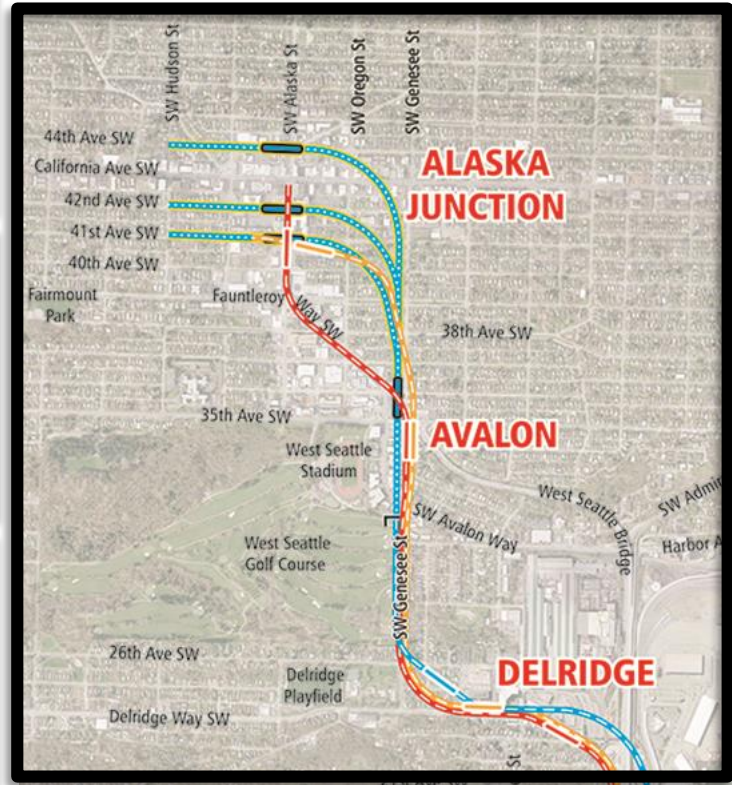 SW Hudson St
SW Alaska St
SW Oregon St
SW Genesee St
44th Ave SW
California Ave SW
42nd Ave SW
41st Ave SW
40th Ave SW
ALASKA
JUNCTION
Fairmount
Park
Fauntleroy
Way SW
38th Ave SW
35th Ave SW
AVALON
West Seattle
Stadium
West Seattle
Bridge
SW Avalon Way
SW Admir
Harbor A
West Seattle
Golf Course
SW Genesee St
26th Ave SW
DELRIDGE
Delridge
Playfield
Delridge Way SW
St